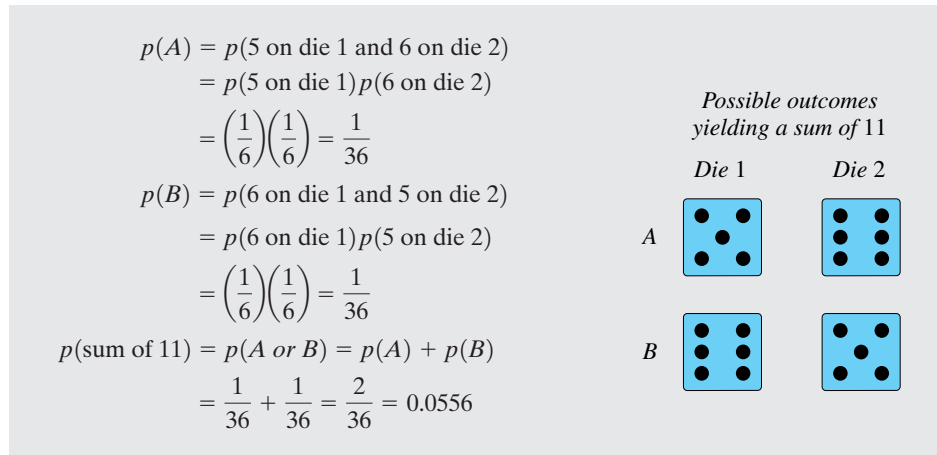 p(A) = p(5 on die 1 and 6 on die 2)
= p(5 on die 1)p(6 on die 2)
= (1/6)(1/6) = 1/36
p(B) = p(6 on die 1 and 5 on die 2)
= p(6 on die 1)p(5 on die 2)
= (1/6)(1/6) = 1/36
p(sum of 11) = p(A or B) = p(A) + p(B)
= 1/36 + 1/36 = 2/36 = 0.0556
Possible outcomes
yielding a sum of 11
Die 1 Die 2
A
B